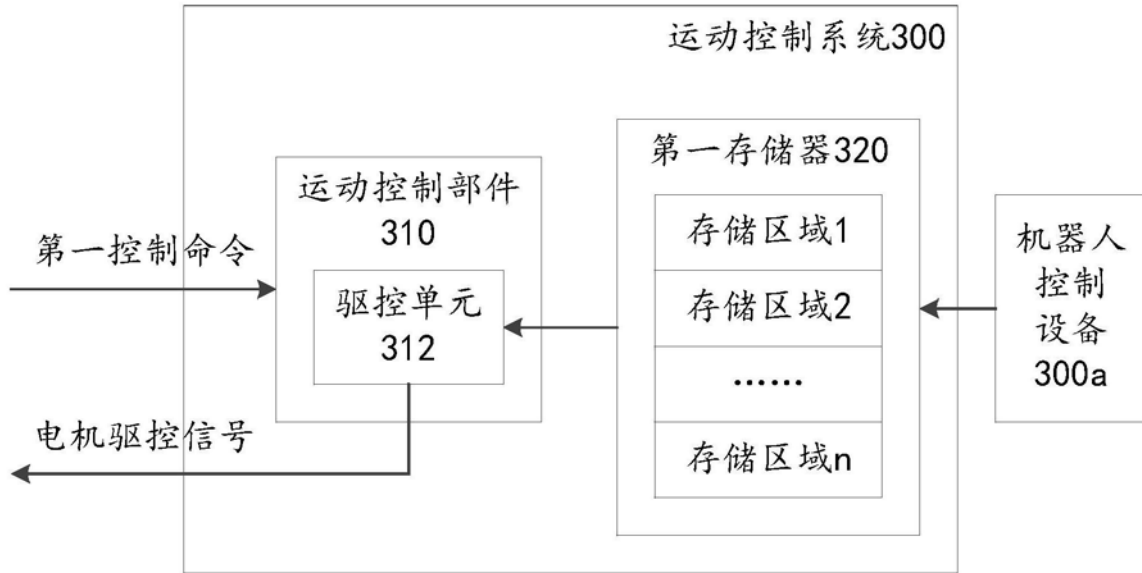 运动控制系统300
第一存储器320
运动控制部件
310
存储区域1
机器人
控制
设备
300a
第一控制命令
驱控单元
312
存储区域2
……
电机驱控信号
存储区域n